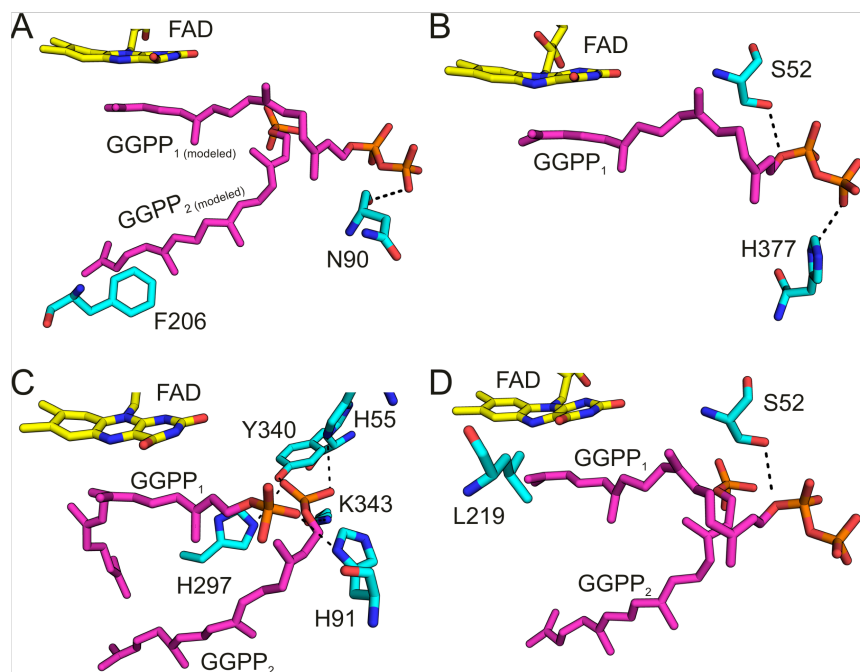 A
FAD
GGPP1 (modeled)
GGPP2 (modeled)
N90
F206
B
FAD
S52
GGPP1
H377
C
FAD
H55
Y340
GGPP1
K343
H297
H91
GGPP2
D
FAD
S52
GGPP1
L219
GGPP2